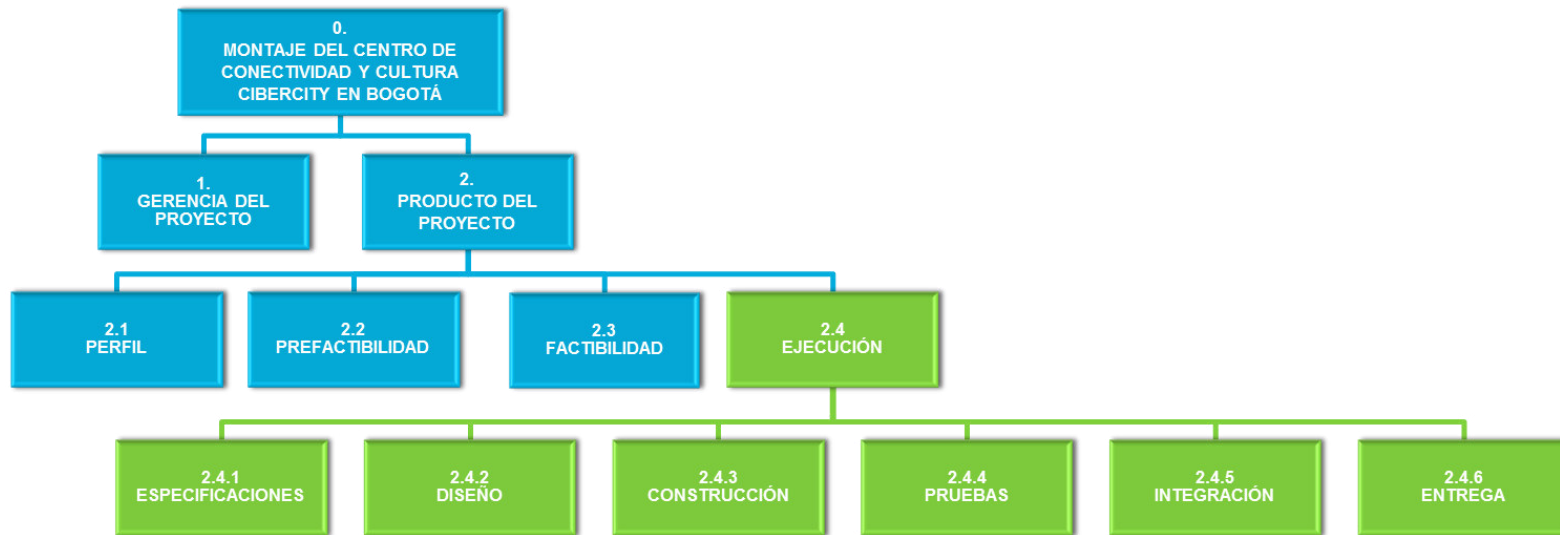 0.
MONTAJE DEL CENTRO DE
CONECTIVIDAD Y CULTURA
CIBERCITY EN BOGOTÁ
1.
GERENCIA DEL
PROYECTO
2.
PRODUCTO DEL
PROYECTO
2.1
PERFIL
2.2
PREFACTIBILIDAD
2.3
FACTIBILIDAD
2.4
EJECUCIÓN
2.4.1
ESPECIFICACIONES
2.4.2
DISEÑO
2.4.3
CONSTRUCCIÓN
2.4.4
PRUEBAS
2.4.5
INTEGRACIÓN
2.4.6
ENTREGA